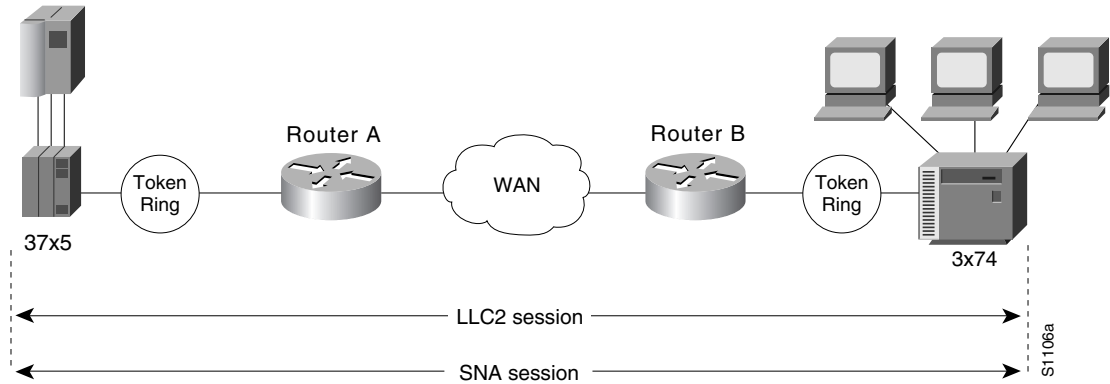 Router A
Router B
Token
Ring
WAN
Token
Ring
37x5
3x74
LLC2 session
SNA session
S1106a